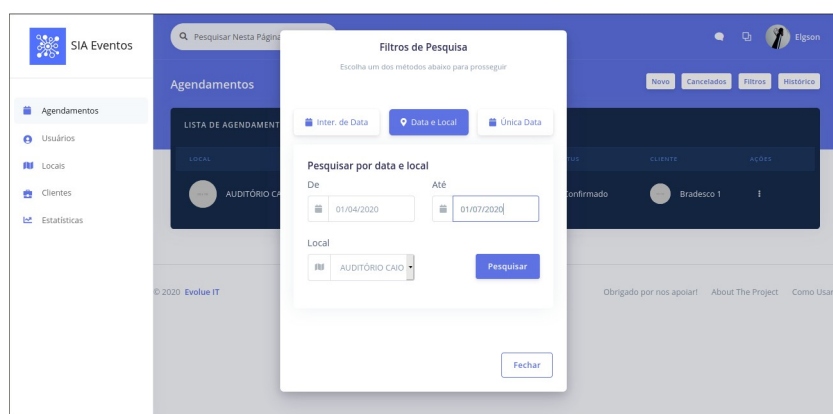 SIA Eventos
Agendamentos
Usuários
Locais
Clientes
Estatísticas
Pesquisar Nesta Página
Elgson
Agendamentos
Novo
Cancelados
Filtros
Histórico
LISTA DE AGENDAMENT
LOCAL
TUS
CLIENTE
AÇÕES
AUDITÓRIO CA
Confirmado
Bradesco 1
Filtros de Pesquisa
Escolha um dos métodos abaixo para prosseguir
Inter. de Data
Data e Local
Única Data
Pesquisar por data e local
De
Até
01/04/2020
01/07/2020
Local
AUDITÓRIO CAIO
Pesquisar
Fechar
© 2020 Evolue IT
Obrigado por nos apoiar!
About The Project
Como Usar